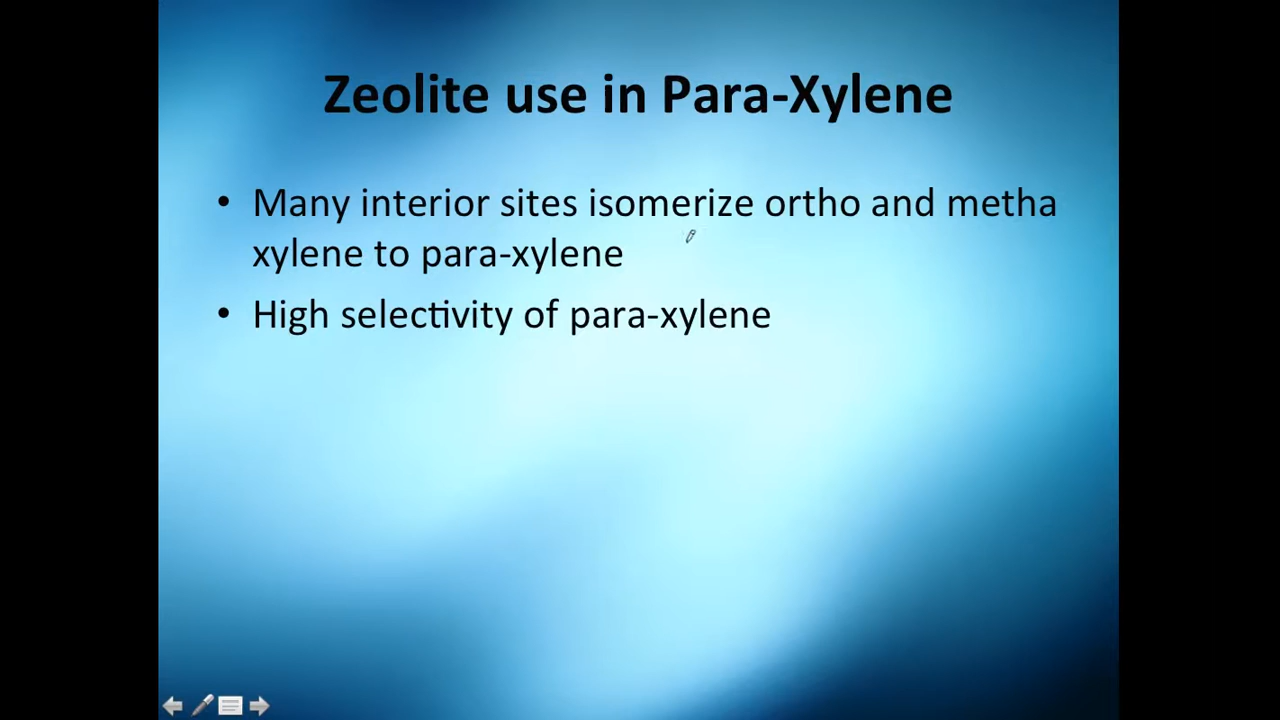 Zeolite use in Para-Xylene
• Many interior sites isomerize ortho and metha
xylene to para-xylene
• High selectivity of para-xylene